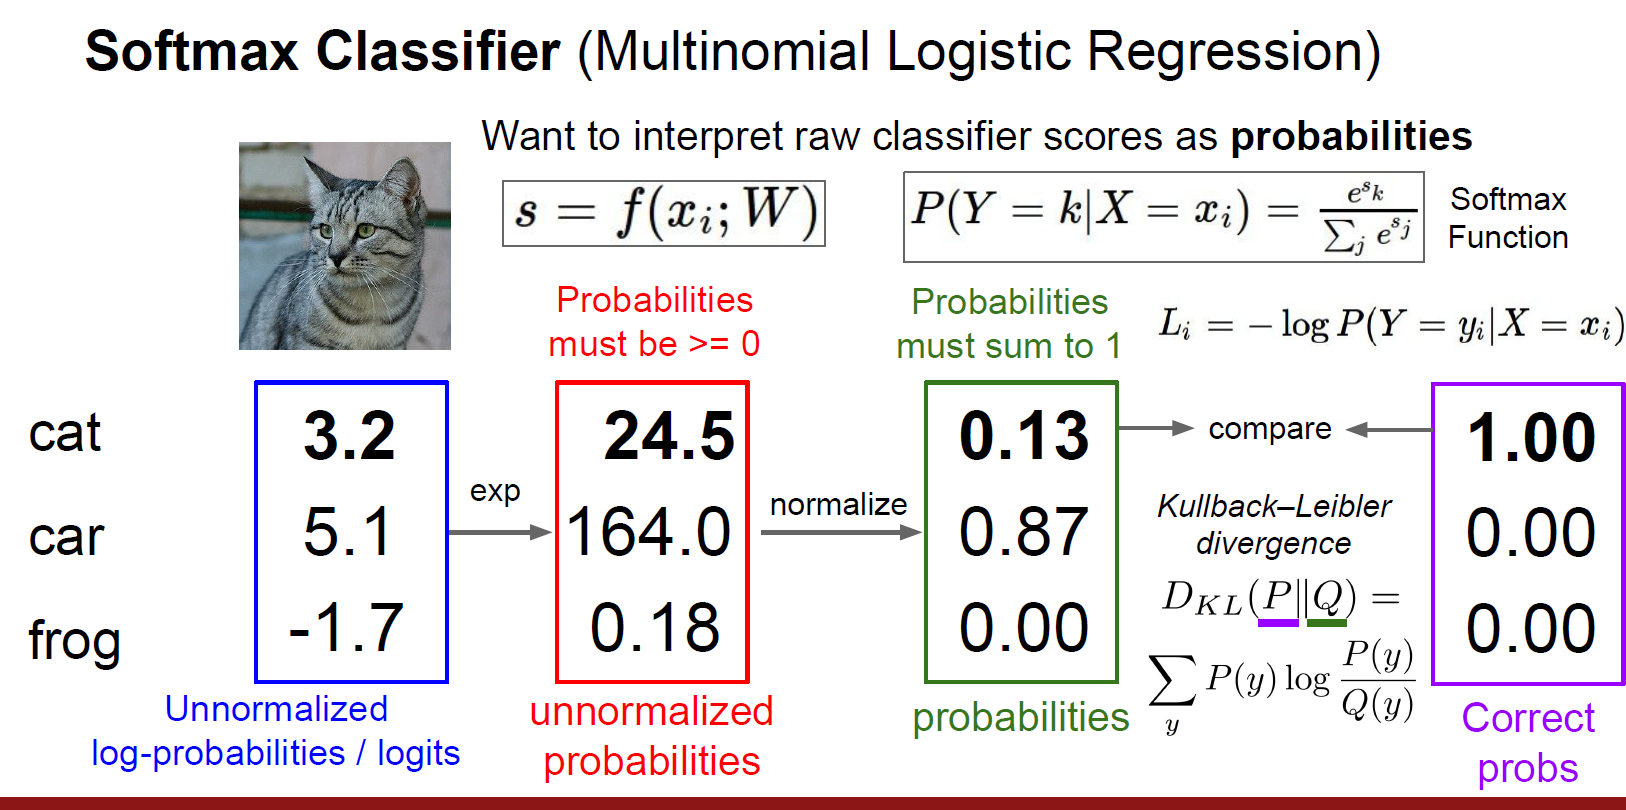 Softmax Classifier (Multinomial Logistic Regression)
Want to interpret raw classifier scores as probabilities
s = f(x_i; W)
P(Y = k|X = x_i) = e^{s_k} / ∑_j e^{s_j}
Softmax
Function
Probabilities
must be >= 0
Probabilities
must sum to 1
L_i = − log P(Y = y_i|X = x_i)
cat 3.2 24.5 0.13 compare 1.00
exp
normalize
car 5.1 164.0 0.87 0.00
frog -1.7 0.18 0.00 0.00
Kullback–Leibler
divergence
D_{KL}(P||Q) =
∑_y P(y) log P(y) / Q(y)
Unnormalized
log-probabilities / logits
unnormalized
probabilities
probabilities
Correct
probs